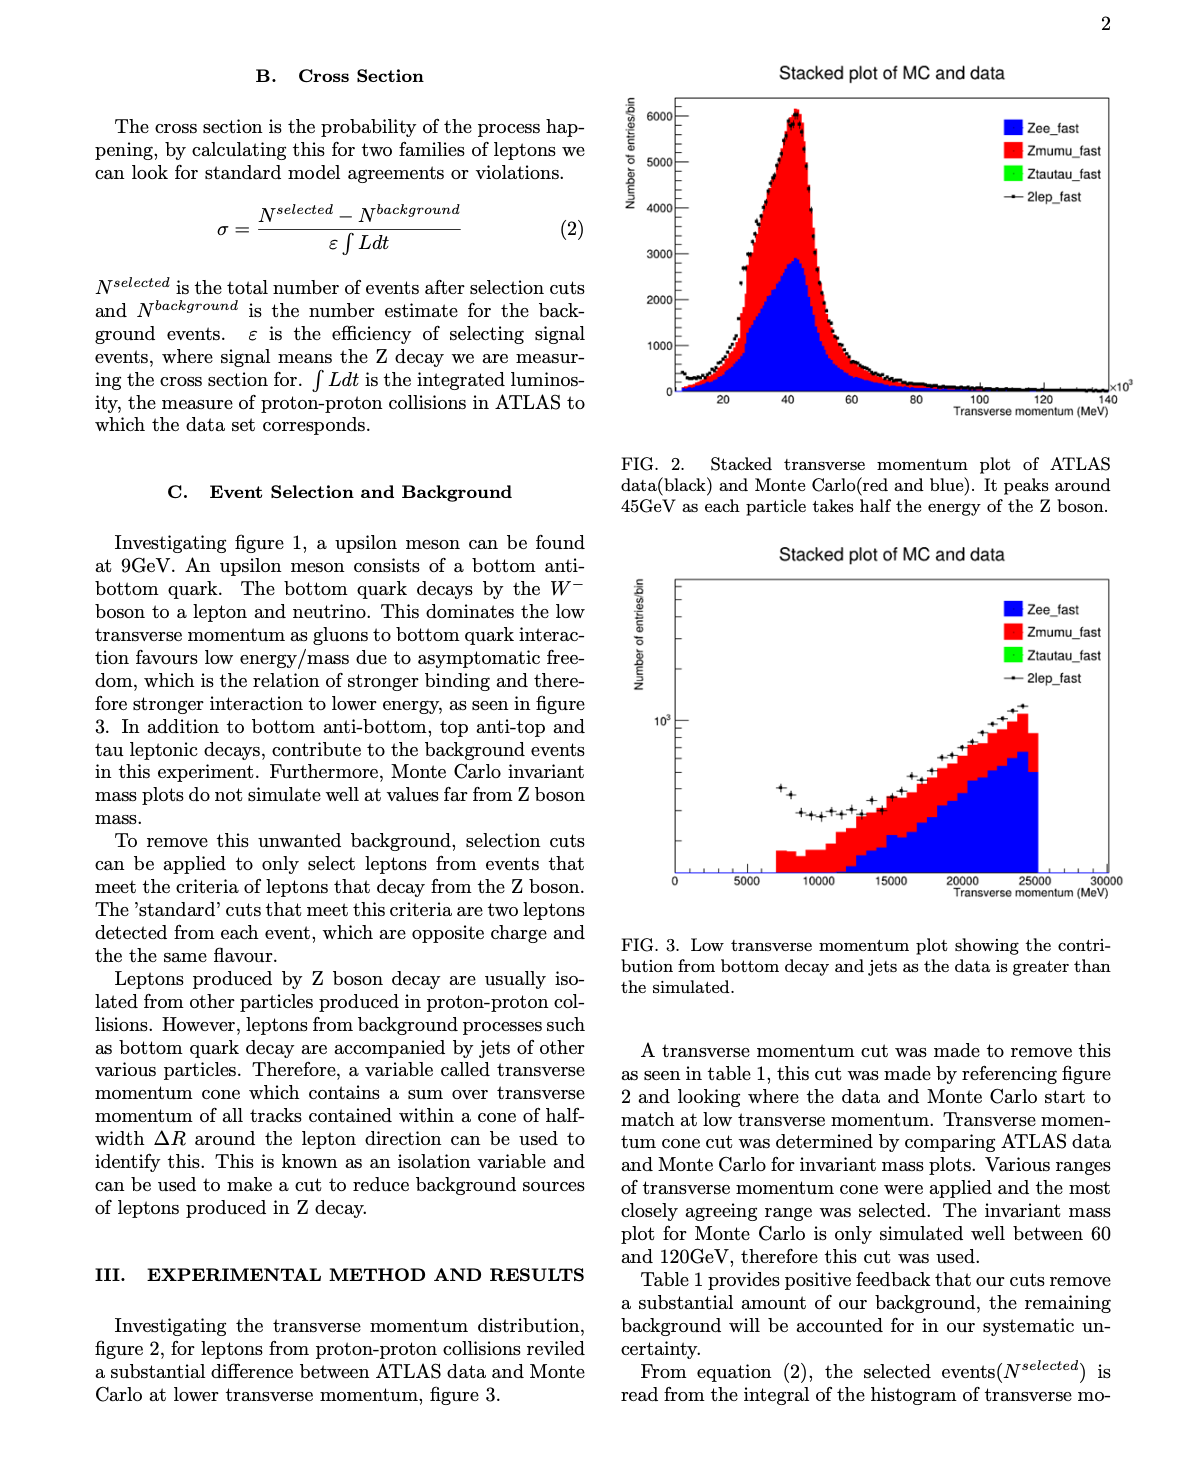 2
B. Cross Section
The cross section is the probability of the process hap-
pening, by calculating this for two families of leptons we
can look for standard model agreements or violations.
σ = (N^selected − N^background) / (ε ∫ Ldt) (2)
N^selected is the total number of events after selection cuts
and N^background is the number estimate for the back-
ground events. ε is the efficiency of selecting signal
events, where signal means the Z decay we are measur-
ing the cross section for. ∫ Ldt is the integrated luminos-
ity, the measure of proton-proton collisions in ATLAS to
which the data set corresponds.
C. Event Selection and Background
Investigating figure 1, a upsilon meson can be found
at 9GeV. An upsilon meson consists of a bottom anti-
bottom quark. The bottom quark decays by the W−
boson to a lepton and neutrino. This dominates the low
transverse momentum as gluons to bottom quark interac-
tion favours low energy/mass due to asymptomatic free-
dom, which is the relation of stronger binding and there-
fore stronger interaction to lower energy, as seen in figure
3. In addition to bottom anti-bottom, top anti-top and
tau leptonic decays, contribute to the background events
in this experiment. Furthermore, Monte Carlo invariant
mass plots do not simulate well at values far from Z boson
mass.
To remove this unwanted background, selection cuts
can be applied to only select leptons from events that
meet the criteria of leptons that decay from the Z boson.
The 'standard' cuts that meet this criteria are two leptons
detected from each event, which are opposite charge and
the the same flavour.
Leptons produced by Z boson decay are usually iso-
lated from other particles produced in proton-proton col-
lisions. However, leptons from background processes such
as bottom quark decay are accompanied by jets of other
various particles. Therefore, a variable called transverse
momentum cone which contains a sum over transverse
momentum of all tracks contained within a cone of half-
width ΔR around the lepton direction can be used to
identify this. This is known as an isolation variable and
can be used to make a cut to reduce background sources
of leptons produced in Z decay.
III. EXPERIMENTAL METHOD AND RESULTS
Investigating the transverse momentum distribution,
figure 2, for leptons from proton-proton collisions reviled
a substantial difference between ATLAS data and Monte
Carlo at lower transverse momentum, figure 3.
Stacked plot of MC and data
Number of entries/bin
6000
5000
4000
3000
2000
1000
0
Zee_fast
Zmumu_fast
Ztautau_fast
2lep_fast
20 40 60 80 100 120 140
×10³
Transverse momentum (MeV)
FIG. 2. Stacked transverse momentum plot of ATLAS
data(black) and Monte Carlo(red and blue). It peaks around
45GeV as each particle takes half the energy of the Z boson.
Stacked plot of MC and data
Number of entries/bin
10³
Zee_fast
Zmumu_fast
Ztautau_fast
2lep_fast
0 5000 10000 15000 20000 25000 30000
Transverse momentum (MeV)
FIG. 3. Low transverse momentum plot showing the contri-
bution from bottom decay and jets as the data is greater than
the simulated.
A transverse momentum cut was made to remove this
as seen in table 1, this cut was made by referencing figure
2 and looking where the data and Monte Carlo start to
match at low transverse momentum. Transverse momen-
tum cone cut was determined by comparing ATLAS data
and Monte Carlo for invariant mass plots. Various ranges
of transverse momentum cone were applied and the most
closely agreeing range was selected. The invariant mass
plot for Monte Carlo is only simulated well between 60
and 120GeV, therefore this cut was used.
Table 1 provides positive feedback that our cuts remove
a substantial amount of our background, the remaining
background will be accounted for in our systematic un-
certainty.
From equation (2), the selected events(N^selected) is
read from the integral of the histogram of transverse mo-